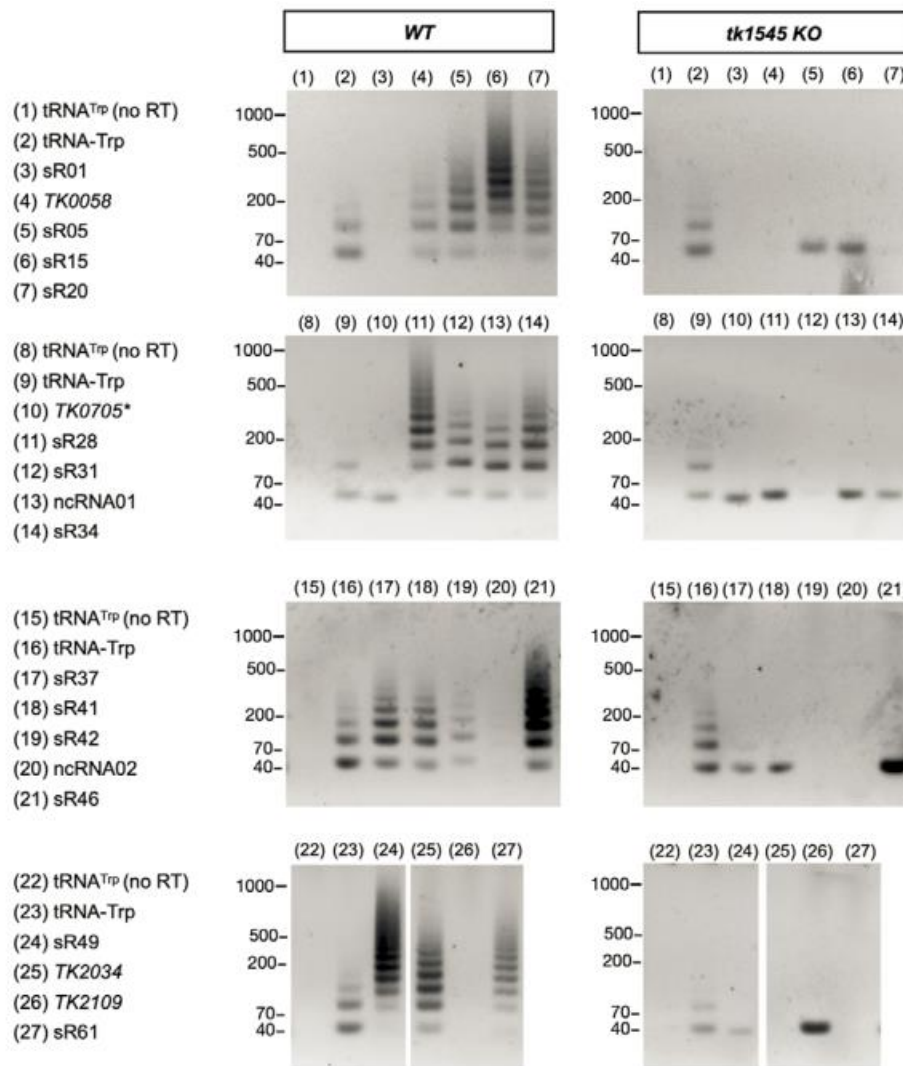 WT tk1545 KO
(1) (2) (3) (4) (5) (6) (7) (1) (2) (3) (4) (5) (6) (7)
(1) tRNAᵀʳᵖ (no RT)
(2) tRNA-Trp
(3) sR01
(4) TK0058
(5) sR05
(6) sR15
(7) sR20
1000–
500–
200–
70–
40–
1000–
500–
200–
70–
40–
(8) (9) (10) (11) (12) (13) (14) (8) (9) (10) (11) (12) (13) (14)
(8) tRNAᵀʳᵖ (no RT)
(9) tRNA-Trp
(10) TK0705*
(11) sR28
(12) sR31
(13) ncRNA01
(14) sR34
1000–
500–
200–
70–
40–
1000–
500–
200–
70–
40–
(15) (16) (17) (18) (19) (20) (21) (15) (16) (17) (18) (19) (20) (21)
(15) tRNAᵀʳᵖ (no RT)
(16) tRNA-Trp
(17) sR37
(18) sR41
(19) sR42
(20) ncRNA02
(21) sR46
1000–
500–
200–
70–
40–
1000–
500–
200–
70–
40–
(22) (23) (24) (25) (26) (27) (22) (23) (24) (25) (26) (27)
(22) tRNAᵀʳᵖ (no RT)
(23) tRNA-Trp
(24) sR49
(25) TK2034
(26) TK2109
(27) sR61
1000–
500–
200–
70–
40–
1000–
500–
200–
70–
40–